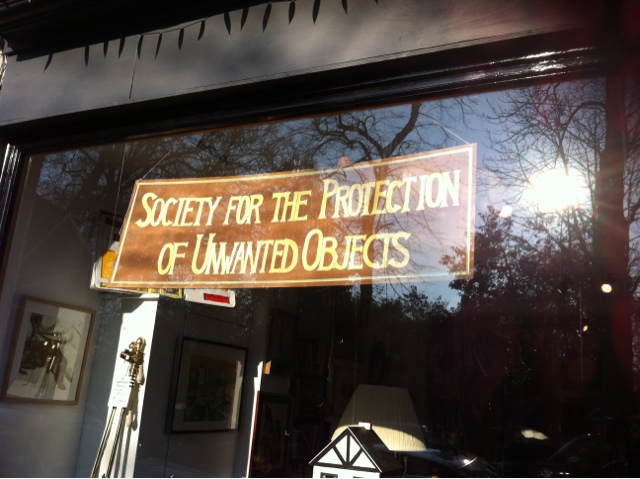 SOCIETY FOR THE PROTECTION
OF UNWANTED OBJECTS